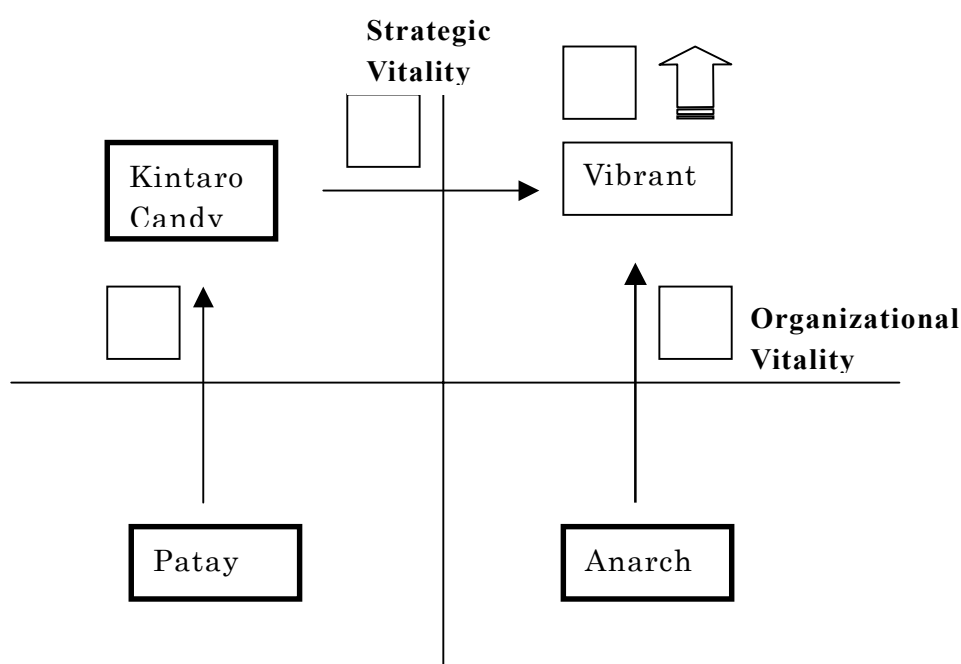 Strategic
Vitality
Kintaro
Candy
Vibrant
Organizational
Vitality
Patay
Anarch